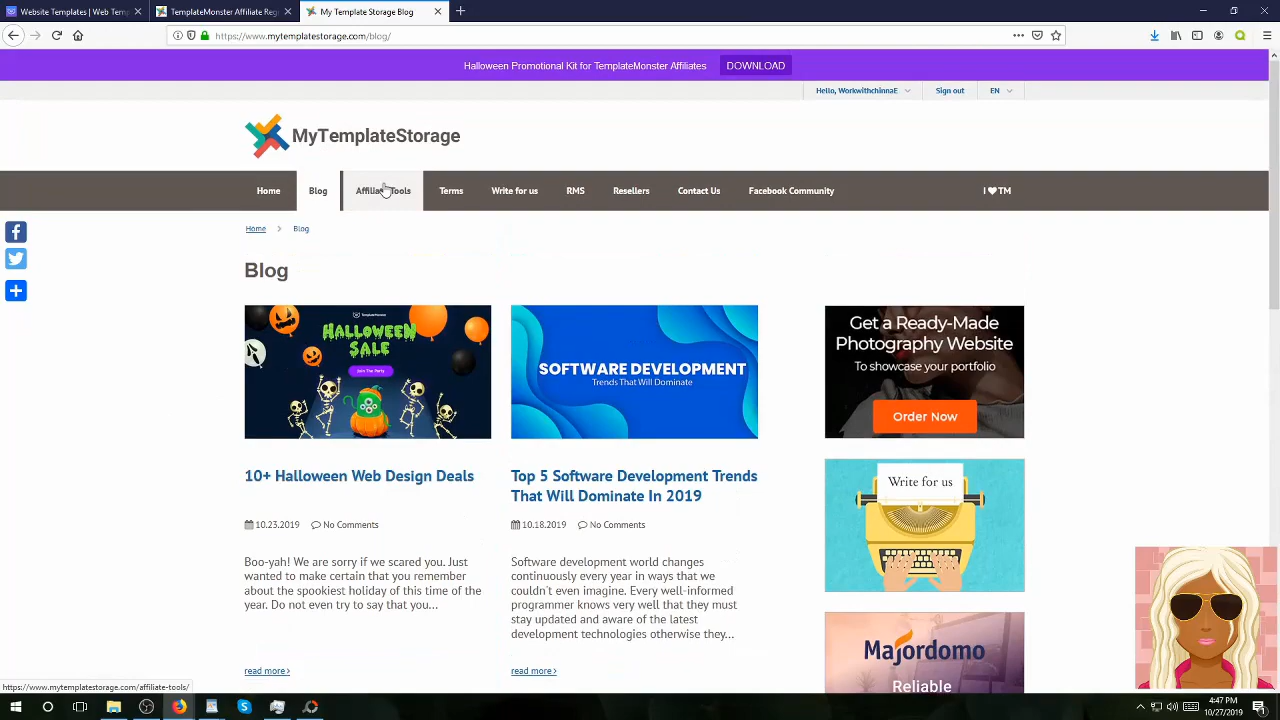 Website Templates | Web Temp
TemplateMonster Affiliate Reg
My Template Storage Blog
https://www.mytemplatestorage.com/blog/
Halloween Promotional Kit for TemplateMonster Affiliates
DOWNLOAD
Hello, WorkwithchinnaE
Sign out
EN
MyTemplateStorage
Home
Blog
Affiliate Tools
Terms
Write for us
RMS
Resellers
Contact Us
Facebook Community
I ❤ TM
Home
Blog
Blog
TemplateMonster
HALLOWEEN
SALE
Join The Party
SOFTWARE DEVELOPMENT
Trends That Will Dominate
Get a Ready-Made
Photography Website
To showcase your portfolio
Order Now
10+ Halloween Web Design Deals
Top 5 Software Development Trends
That Will Dominate In 2019
Write for us
10.23.2019
No Comments
10.18.2019
No Comments
Boo-yah! We are sorry if we scared you. Just
wanted to make certain that you remember
about the spookiest holiday of this time of the
year. Do not even try to say that you...
Software development world changes
continuously every year in ways that we
couldn't even imagine. Every well-informed
programmer knows very well that they must
stay updated and aware of the latest
development technologies otherwise they...
Majordomo
Reliable
read more ›
read more ›
https://www.mytemplatestorage.com/affiliate-tools/
4:47 PM
10/27/2019